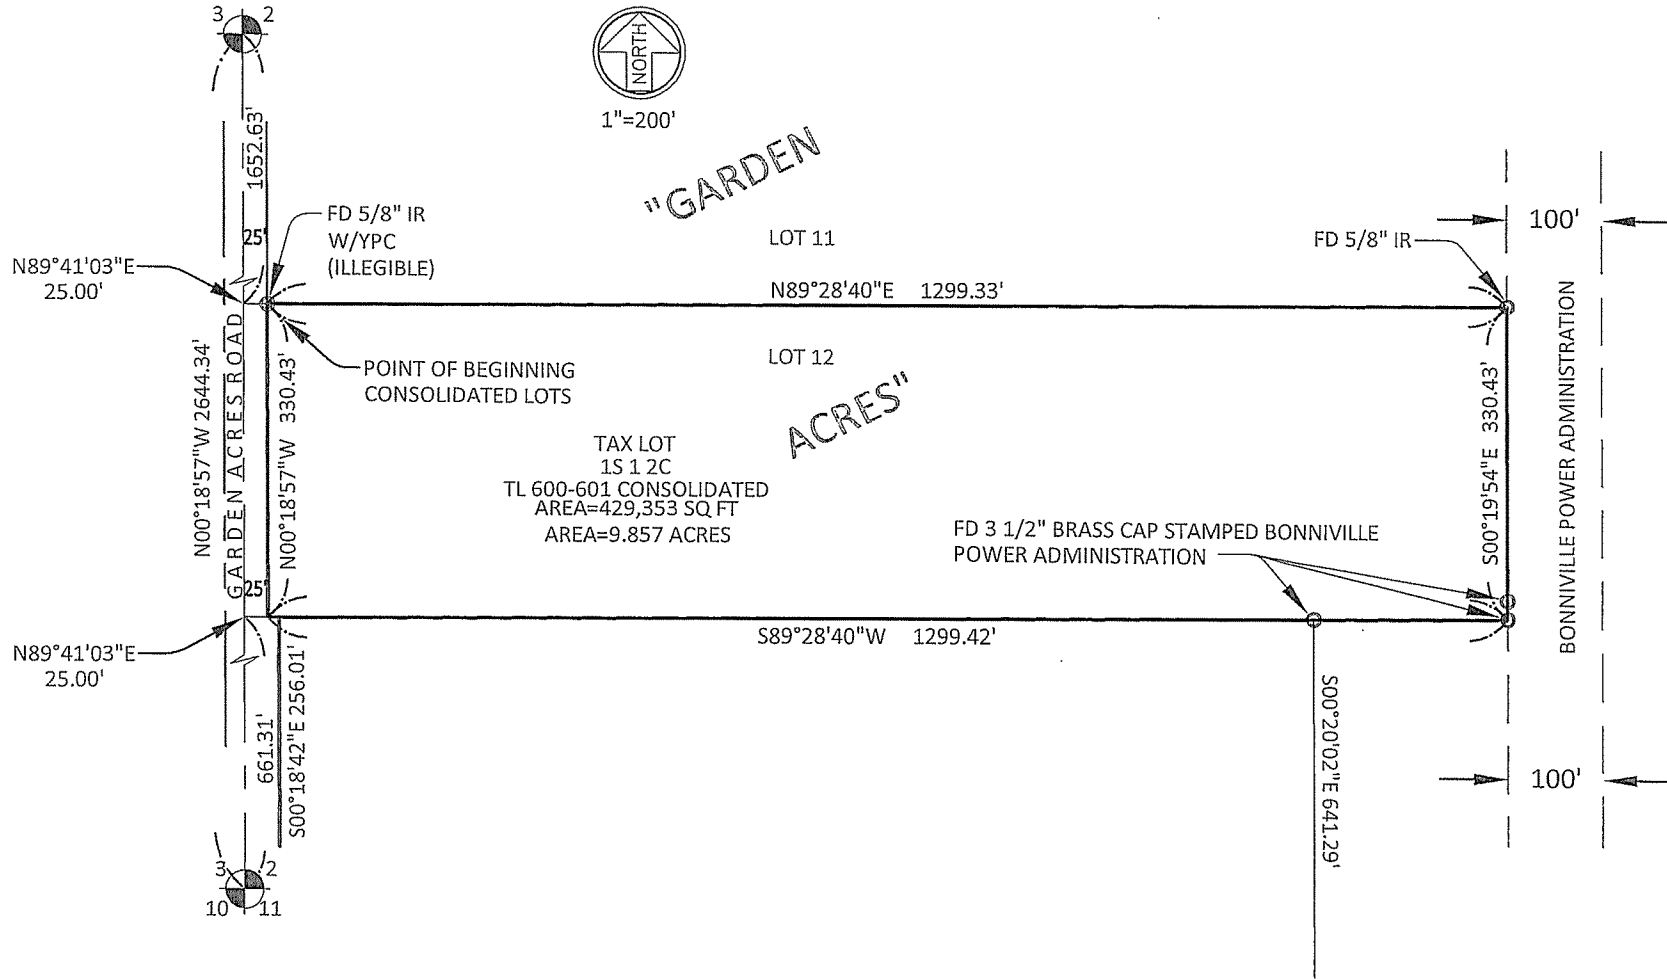 3 2
NORTH
1"=200'
1652.63'
"GARDEN
25'
FD 5/8" IR
W/YPC
(ILLEGIBLE)
LOT 11
FD 5/8" IR
100'
N89°41'03"E
25.00'
N89°28'40"E 1299.33'
POINT OF BEGINNING
CONSOLIDATED LOTS
LOT 12
ACRES"
N00°18'57"W 2644.34'
GARDEN ACRES ROAD
N00°18'57"W 330.43'
TAX LOT
1S 1 2C
TL 600-601 CONSOLIDATED
AREA=429,353 SQ FT
AREA=9.857 ACRES
S00°19'54"E 330.43'
BONNIVILLE POWER ADMINISTRATION
FD 3 1/2" BRASS CAP STAMPED BONNIVILLE
POWER ADMINISTRATION
25'
S89°28'40"W 1299.42'
N89°41'03"E
25.00'
661.31'
S00°18'42"E 256.01'
S00°20'02"E 641.29'
100'
3 2
10 11